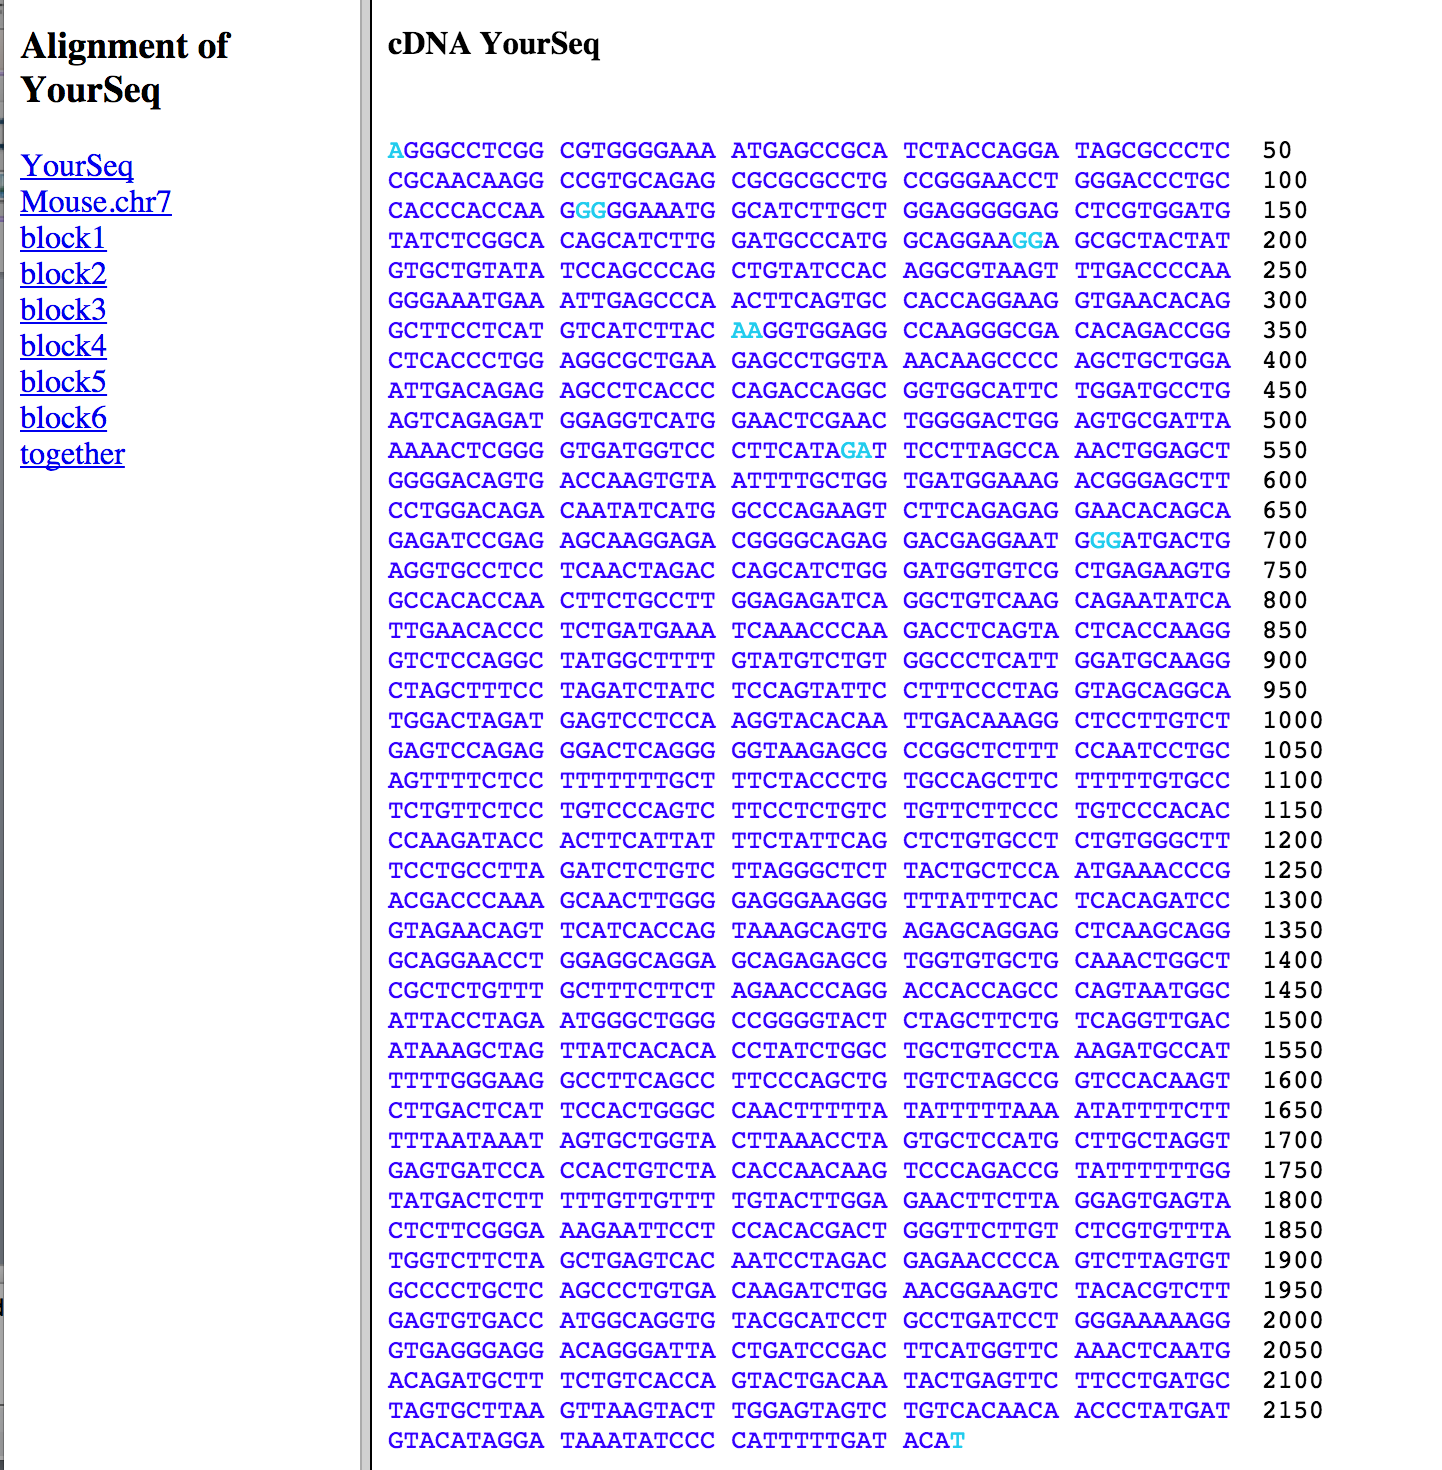 Alignment of
YourSeq
YourSeq
Mouse.chr7
block1
block2
block3
block4
block5
block6
together
cDNA YourSeq
AGGGCCTCGG CGTGGGGAAA ATGAGCCGCA TCTACCAGGA TAGCGCCCTC 50
CGCAACAAGG CCGTGCAGAG CGCGCGCCTG CCGGGAACCT GGGACCCTGC 100
CACCCACCAA GGGGGAAATG GCATCTTGCT GGAGGGGGAG CTCGTGGATG 150
TATCTCGGCA CAGCATCTTG GATGCCCATG GCAGGAAGGA GCGCTACTAT 200
GTGCTGTATA TCCAGCCCAG CTGTATCCAC AGGCGTAAGT TTGACCCCAA 250
GGGAAATGAA ATTGAGCCCA ACTTCAGTGC CACCAGGAAG GTGAACACAG 300
GCTTCCTCAT GTCATCTTAC AAGGTGGAGG CCAAGGGCGA CACAGACCGG 350
CTCACCCTGG AGGCGCTGAA GAGCCTGGTA AACAAGCCCC AGCTGCTGGA 400
ATTGACAGAG AGCCTCACCC CAGACCAGGC GGTGGCATTC TGGATGCCTG 450
AGTCAGAGAT GGAGGTCATG GAACTCGAAC TGGGGACTGG AGTGCGATTA 500
AAAACTCGGG GTGATGGTCC CTTCATAGAT TCCTTAGCCA AACTGGAGCT 550
GGGGACAGTG ACCAAGTGTA ATTTTGCTGG TGATGGAAAG ACGGGAGCTT 600
CCTGGACAGA CAATATCATG GCCCAGAAGT CTTCAGAGAG GAACACAGCA 650
GAGATCCGAG AGCAAGGAGA CGGGGCAGAG GACGAGGAAT GGGATGACTG 700
AGGTGCCTCC TCAACTAGAC CAGCATCTGG GATGGTGTCG CTGAGAAGTG 750
GCCACACCAA CTTCTGCCTT GGAGAGATCA GGCTGTCAAG CAGAATATCA 800
TTGAACACCC TCTGATGAAA TCAAACCCAA GACCTCAGTA CTCACCAAGG 850
GTCTCCAGGC TATGGCTTTT GTATGTCTGT GGCCCTCATT GGATGCAAGG 900
CTAGCTTTCC TAGATCTATC TCCAGTATTC CTTTCCCTAG GTAGCAGGCA 950
TGGACTAGAT GAGTCCTCCA AGGTACACAA TTGACAAAGG CTCCTTGTCT 1000
GAGTCCAGAG GGACTCAGGG GGTAAGAGCG CCGGCTCTTT CCAATCCTGC 1050
AGTTTTCTCC TTTTTTTGCT TTCTACCCTG TGCCAGCTTC TTTTTGTGCC 1100
TCTGTTCTCC TGTCCCAGTC TTCCTCTGTC TGTTCTTCCC TGTCCCACAC 1150
CCAAGATACC ACTTCATTAT TTCTATTCAG CTCTGTGCCT CTGTGGGCTT 1200
TCCTGCCTTA GATCTCTGTC TTAGGGCTCT TACTGCTCCA ATGAAACCCG 1250
ACGACCCAAA GCAACTTGGG GAGGGAAGGG TTTATTTCAC TCACAGATCC 1300
GTAGAACAGT TCATCACCAG TAAAGCAGTG AGAGCAGGAG CTCAAGCAGG 1350
GCAGGAACCT GGAGGCAGGA GCAGAGAGCG TGGTGTGCTG CAAACTGGCT 1400
CGCTCTGTTT GCTTTCTTCT AGAACCCAGG ACCACCAGCC CAGTAATGGC 1450
ATTACCTAGA ATGGGCTGGG CCGGGGTACT CTAGCTTCTG TCAGGTTGAC 1500
ATAAAGCTAG TTATCACACA CCTATCTGGC TGCTGTCCTA AAGATGCCAT 1550
TTTTGGGAAG GCCTTCAGCC TTCCCAGCTG TGTCTAGCCG GTCCACAAGT 1600
CTTGACTCAT TCCACTGGGC CAACTTTTTA TATTTTTAAA ATATTTTCTT 1650
TTTAATAAAT AGTGCTGGTA CTTAAACCTA GTGCTCCATG CTTGCTAGGT 1700
GAGTGATCCA CCACTGTCTA CACCAACAAG TCCCAGACCG TATTTTTTGG 1750
TATGACTCTT TTTGTTGTTT TGTACTTGGA GAACTTCTTA GGAGTGAGTA 1800
CTCTTCGGGA AAGAATTCCT CCACACGACT GGGTTCTTGT CTCGTGTTTA 1850
TGGTCTTCTA GCTGAGTCAC AATCCTAGAC GAGAACCCCA GTCTTAGTGT 1900
GCCCCTGCTC AGCCCTGTGA CAAGATCTGG AACGGAAGTC TACACGTCTT 1950
GAGTGTGACC ATGGCAGGTG TACGCATCCT GCCTGATCCT GGGAAAAAGG 2000
GTGAGGGAGG ACAGGGATTA CTGATCCGAC TTCATGGTTC AAACTCAATG 2050
ACAGATGCTT TCTGTCACCA GTACTGACAA TACTGAGTTC TTCCTGATGC 2100
TAGTGCTTAA GTTAAGTACT TGGAGTAGTC TGTCACAACA ACCCTATGAT 2150
GTACATAGGA TAAATATCCC CATTTTTGAT ACAT